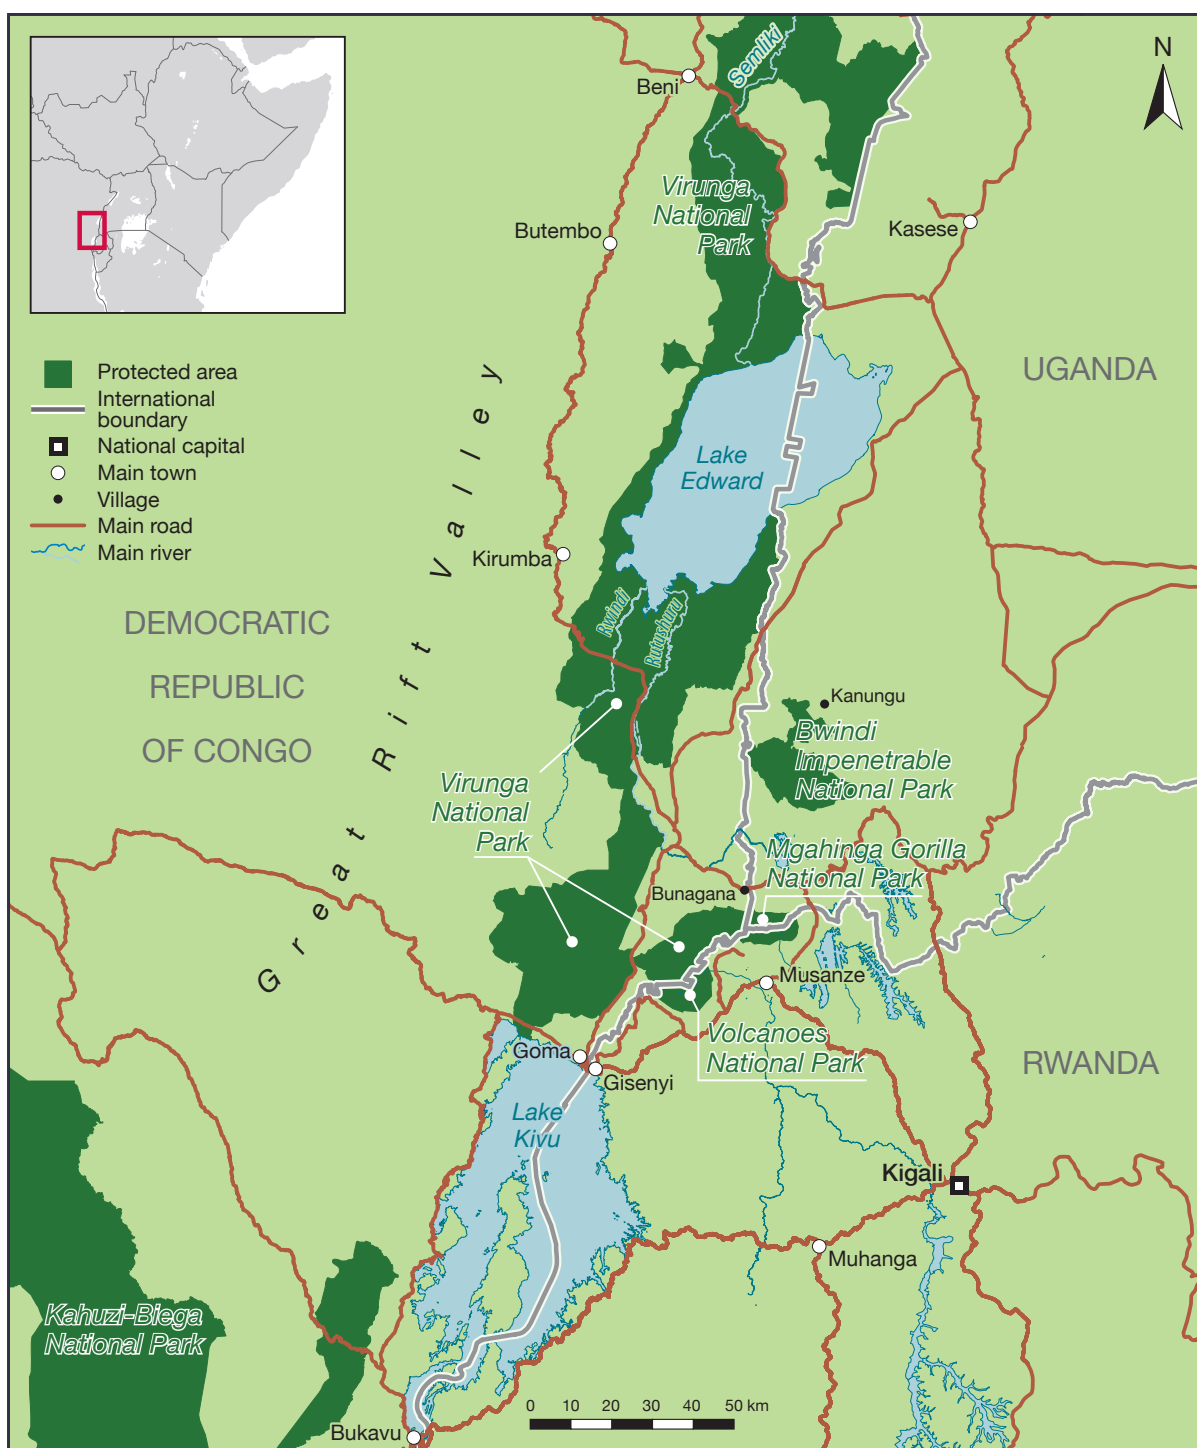 N
Semliki
Beni
Virunga
National
Park
Butembo
Kasese
Protected area
International
boundary
National capital
Main town
Village
Main road
Main river
UGANDA
Great Rift Valley
Lake
Edward
Kirumba
Rwindi
Rutushuru
DEMOCRATIC
REPUBLIC
OF CONGO
Kanungu
Bwindi
Impenetrable
National Park
Virunga
National
Park
Mgahinga Gorilla
National Park
Bunagana
Musanze
Volcanoes
National Park
Goma
Gisenyi
RWANDA
Lake
Kivu
Kigali
Muhanga
Kahuzi-Biega
National Park
0 10 20 30 40 50 km
Bukavu